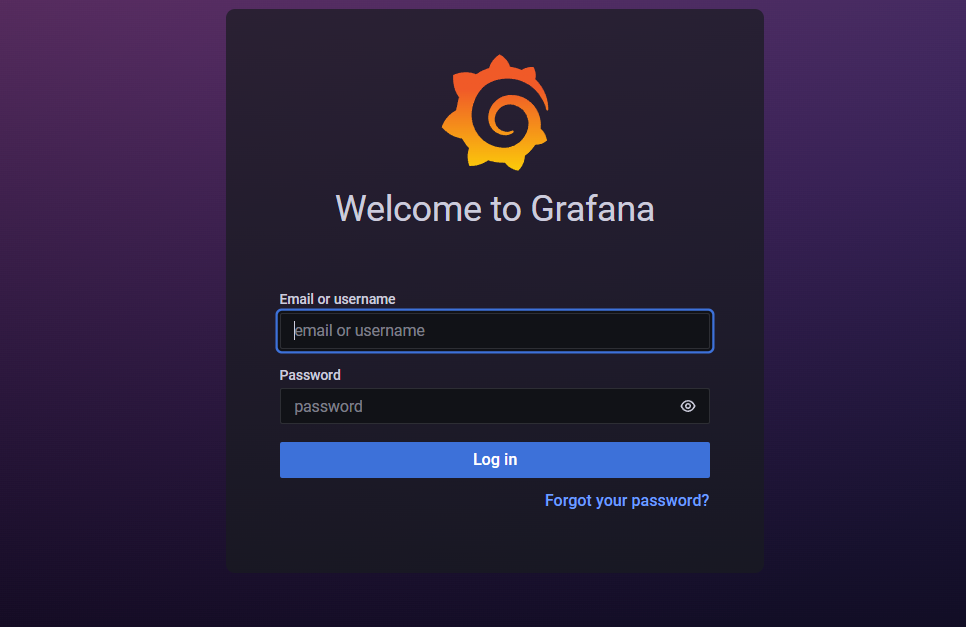 Welcome to Grafana
Email or username
email or username
Password
password
Log in
Forgot your password?